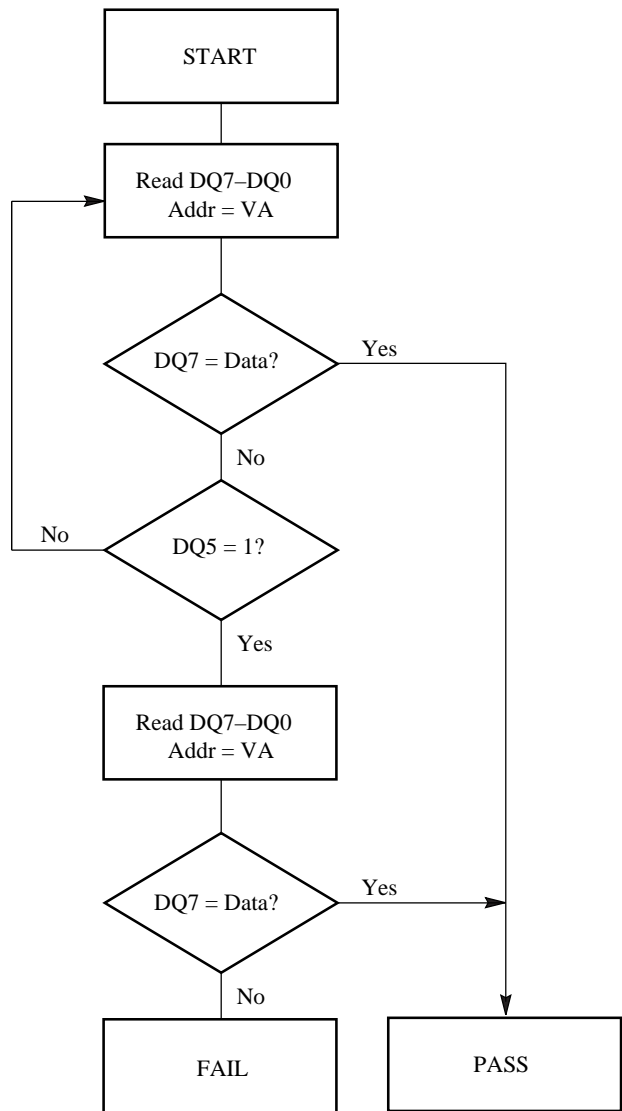 START
Read DQ7–DQ0
Addr = VA
DQ7 = Data?
Yes
No
No
DQ5 = 1?
Yes
Read DQ7–DQ0
Addr = VA
DQ7 = Data?
Yes
No
FAIL
PASS